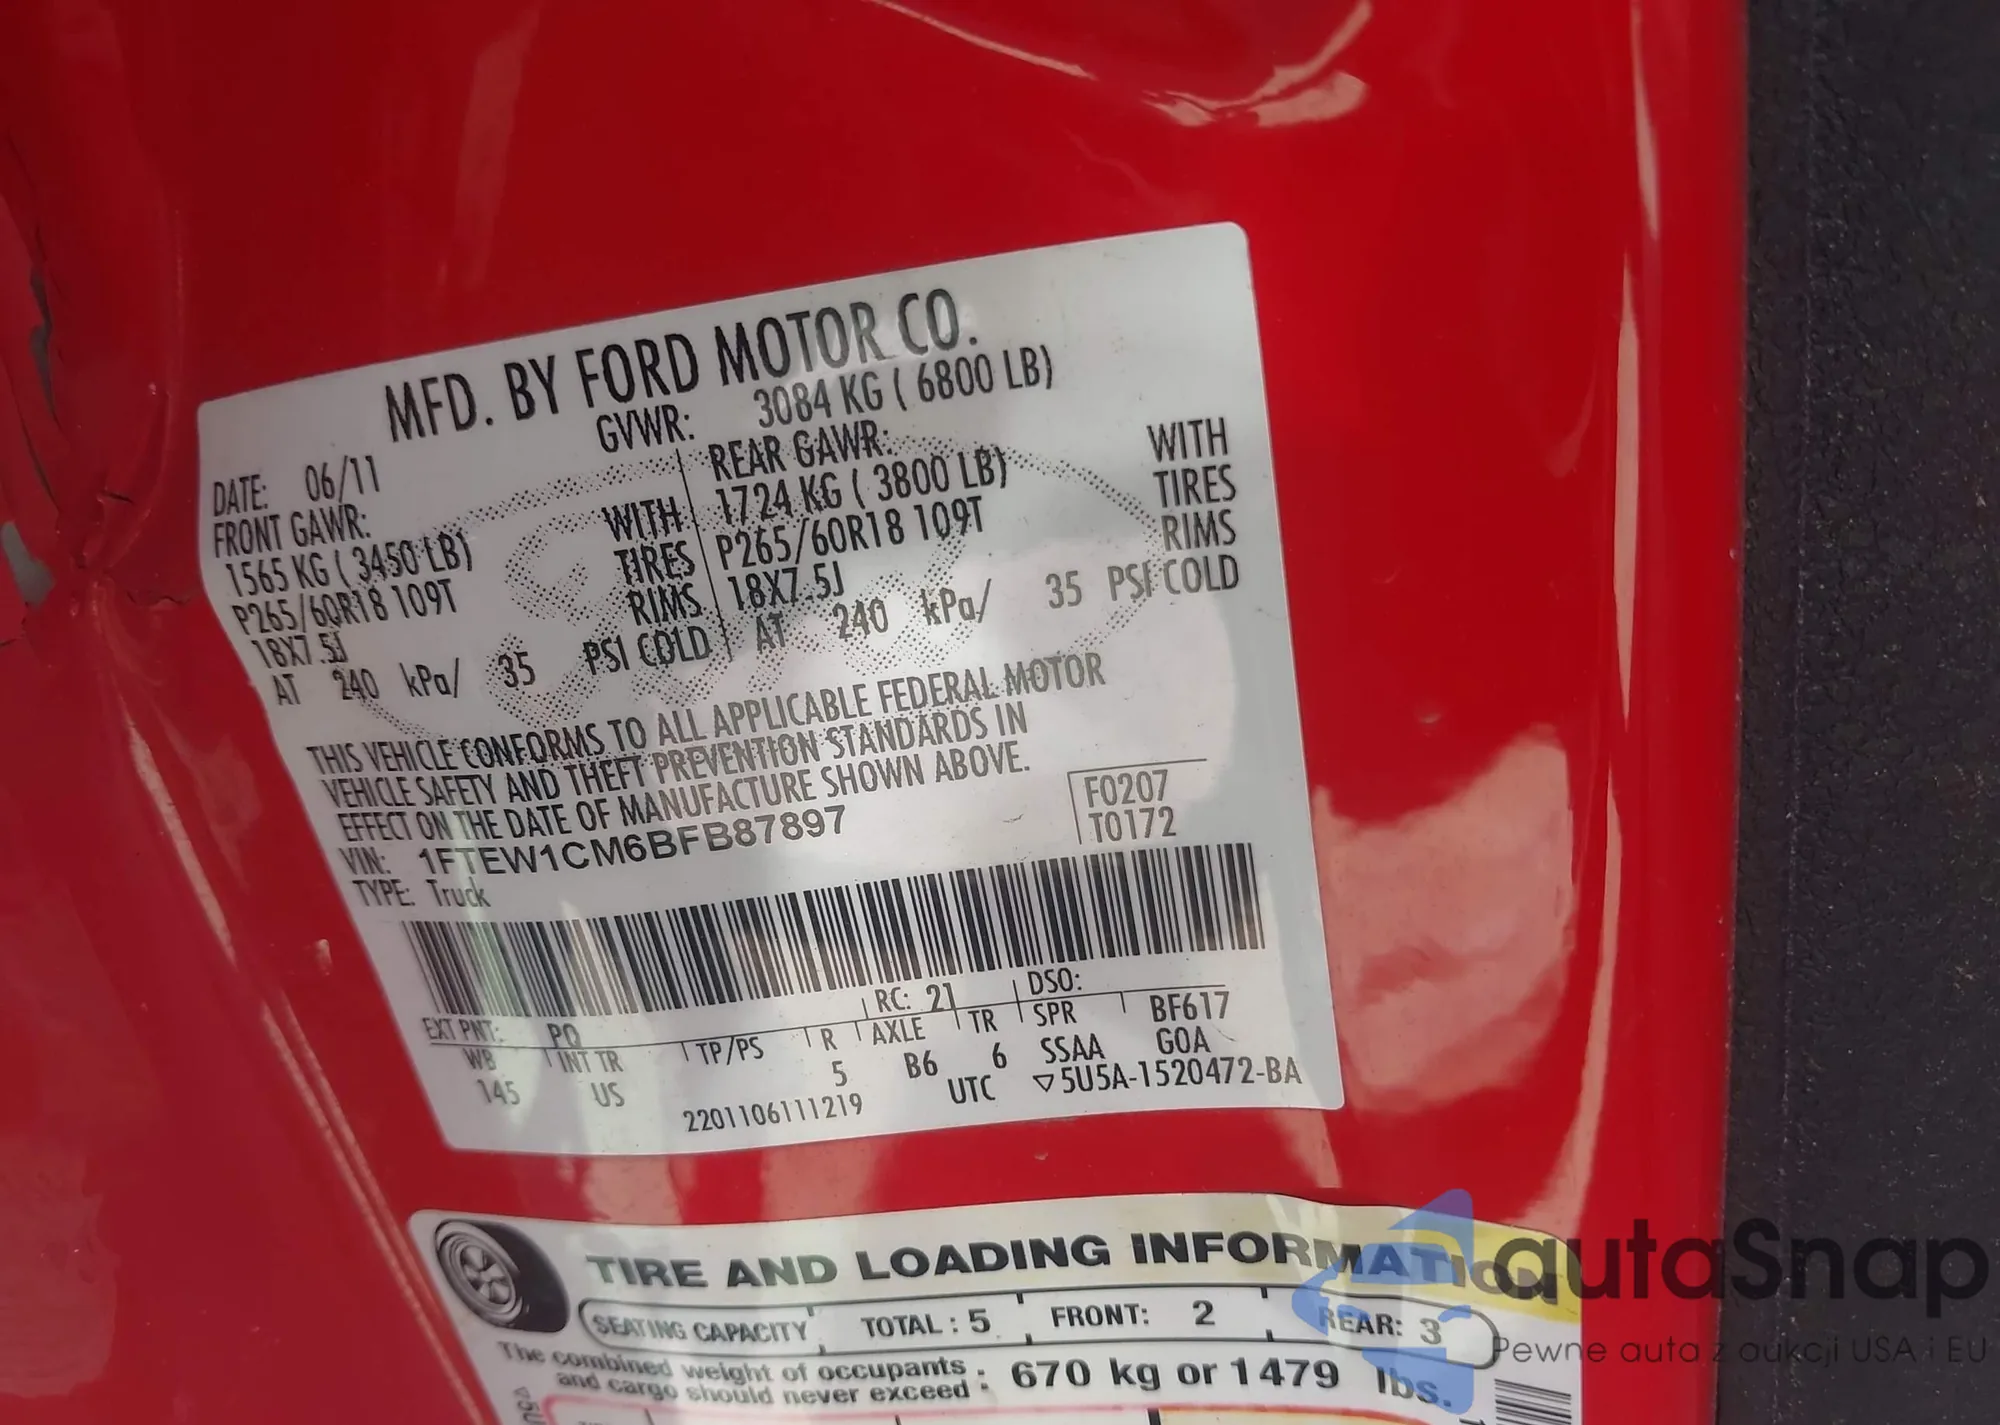 MFD. BY FORD MOTOR CO.
DATE: 06/11 GVWR: 3084 KG ( 6800 LB)
FRONT GAWR: REAR GAWR:
1565 KG ( 3450 LB) WITH 1724 KG ( 3800 LB) WITH
P265/60R18 109T TIRES P265/60R18 109T TIRES
18X7.5J RIMS 18X7.5J RIMS
AT 240 kPa/ 35 PSI COLD AT 240 kPa/ 35 PSI COLD
THIS VEHICLE CONFORMS TO ALL APPLICABLE FEDERAL MOTOR
VEHICLE SAFETY AND THEFT PREVENTION STANDARDS IN
EFFECT ON THE DATE OF MANUFACTURE SHOWN ABOVE.
VIN: 1FTEW1CM6BFB87897 F0207
TYPE: Truck T0172
EXT PNT: PQ RC: 21 DSO:
WB INT TR TP/PS R AXLE TR SPR BF617
145 US 5 B6 6 SSAA GOA
2201106111219 UTC ▽5U5A-1520472-BA
TIRE AND LOADING INFORMATION
SEATING CAPACITY TOTAL : 5 FRONT: 2 REAR: 3
The combined weight of occupants : 670 kg or 1479 lbs.
and cargo should never exceed :
autaSnap
Pewne auta z aukcji USA i EU